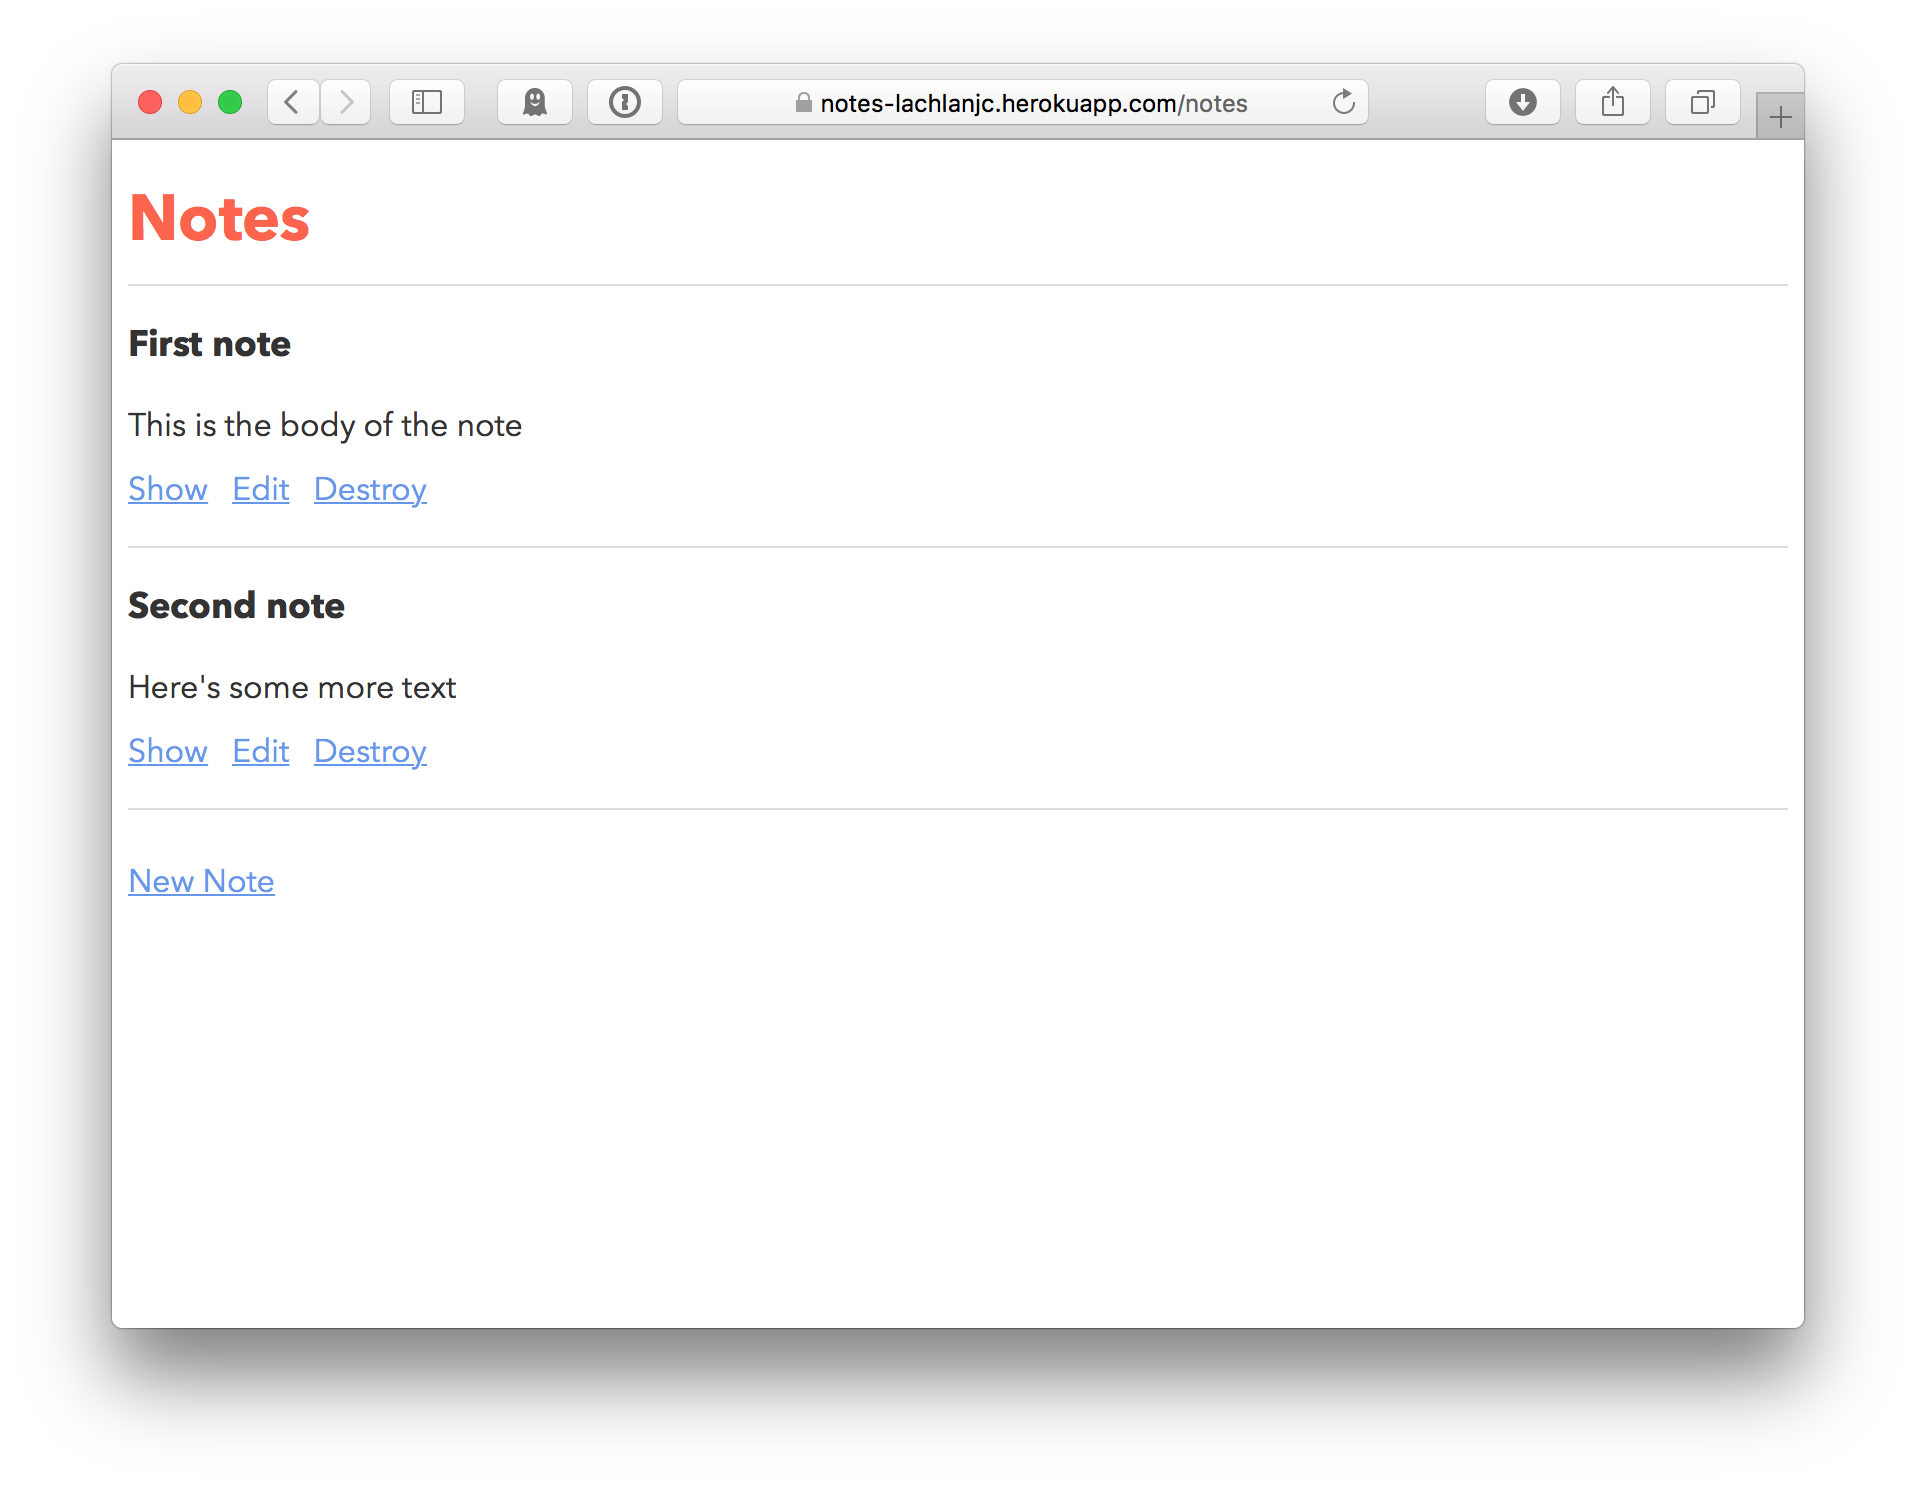 notes-lachlanjc.herokuapp.com/notes
Notes
First note
This is the body of the note
Show Edit Destroy
Second note
Here's some more text
Show Edit Destroy
New Note